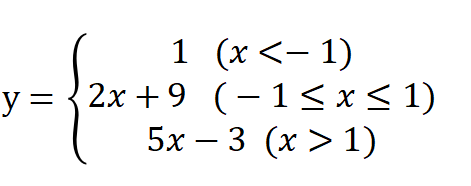 1 (x <− 1)
y = { 2x + 9 ( − 1 ≤ x ≤ 1)
5x − 3 (x > 1)